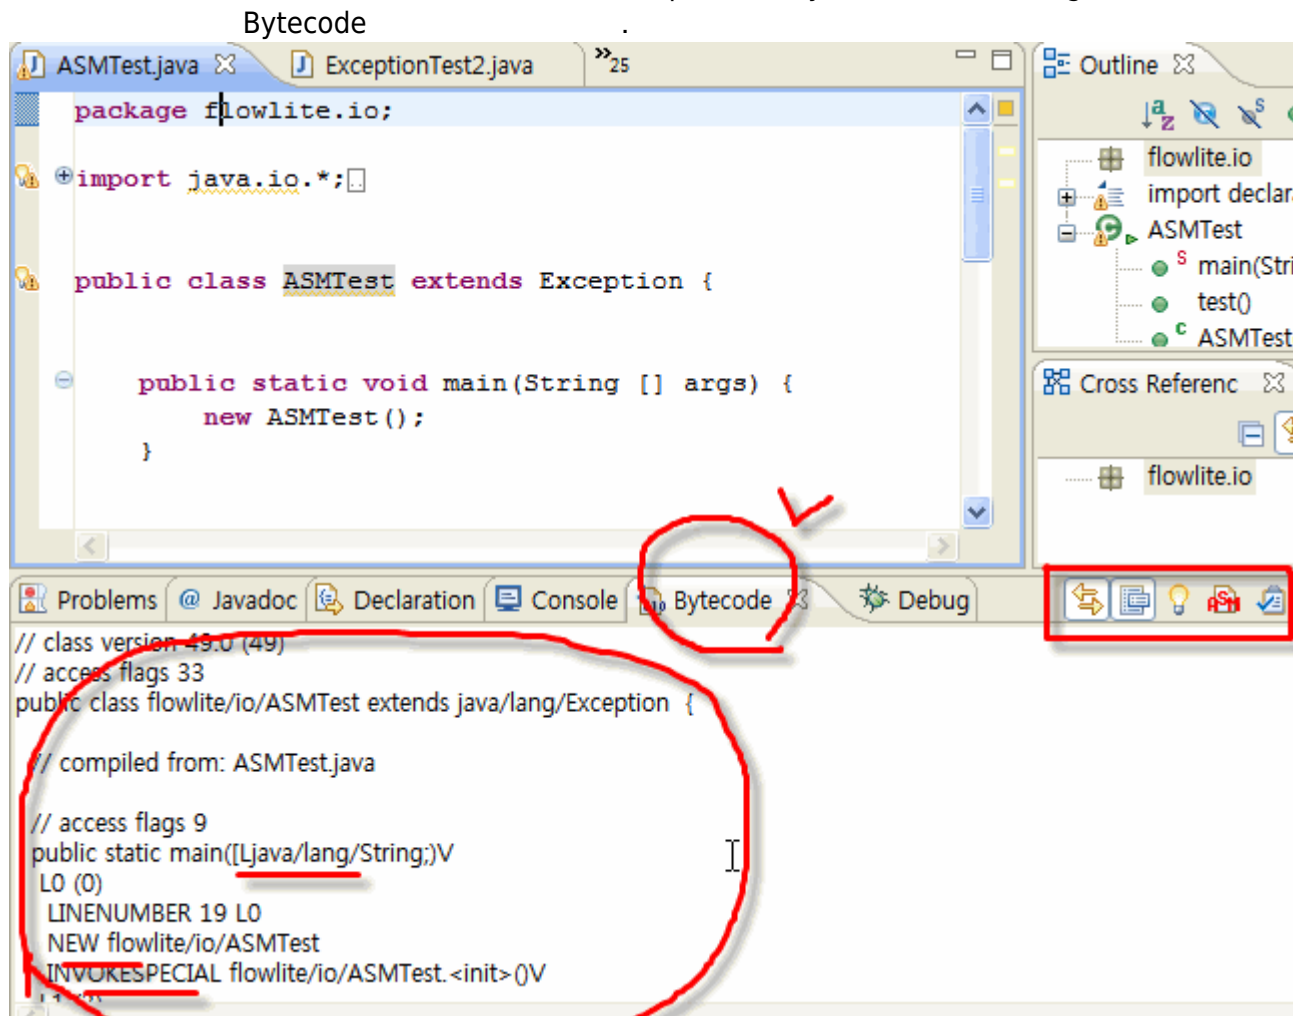 Bytecode .
ASMTest.java ExceptionTest2.java »25
Outline
package flowlite.io;
import java.io.*;
public class ASMTest extends Exception {
public static void main(String [] args) {
new ASMTest();
}
flowlite.io
import declar
ASMTest
main(Stri
test()
ASMTest
Cross Referenc
flowlite.io
Problems @ Javadoc Declaration Console Bytecode Debug
// class version 49.0 (49)
// access flags 33
public class flowlite/io/ASMTest extends java/lang/Exception {
// compiled from: ASMTest.java
// access flags 9
public static main([Ljava/lang/String;)V
L0 (0)
LINENUMBER 19 L0
NEW flowlite/io/ASMTest
INVOKESPECIAL flowlite/io/ASMTest.<init>()V